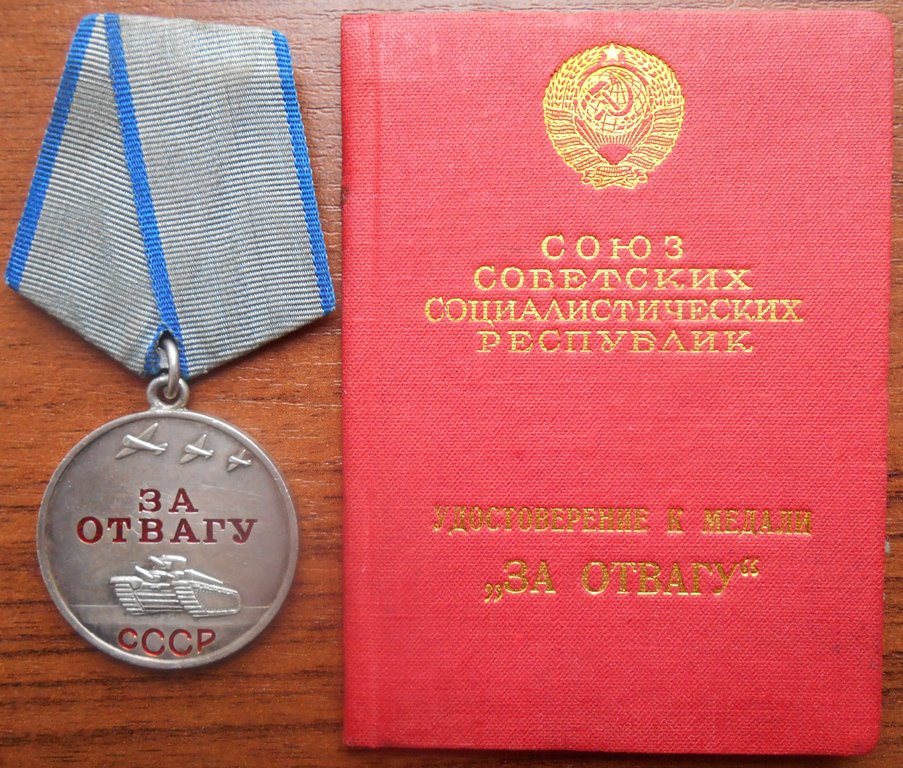 ЗА
ОТВАГУ
СССР
СОЮЗ
СОВЕТСКИХ
СОЦИАЛИСТИЧЕСКИХ
РЕСПУБЛИК
УДОСТОВЕРЕНИЕ К МЕДАЛИ
„ЗА ОТВАГУ“